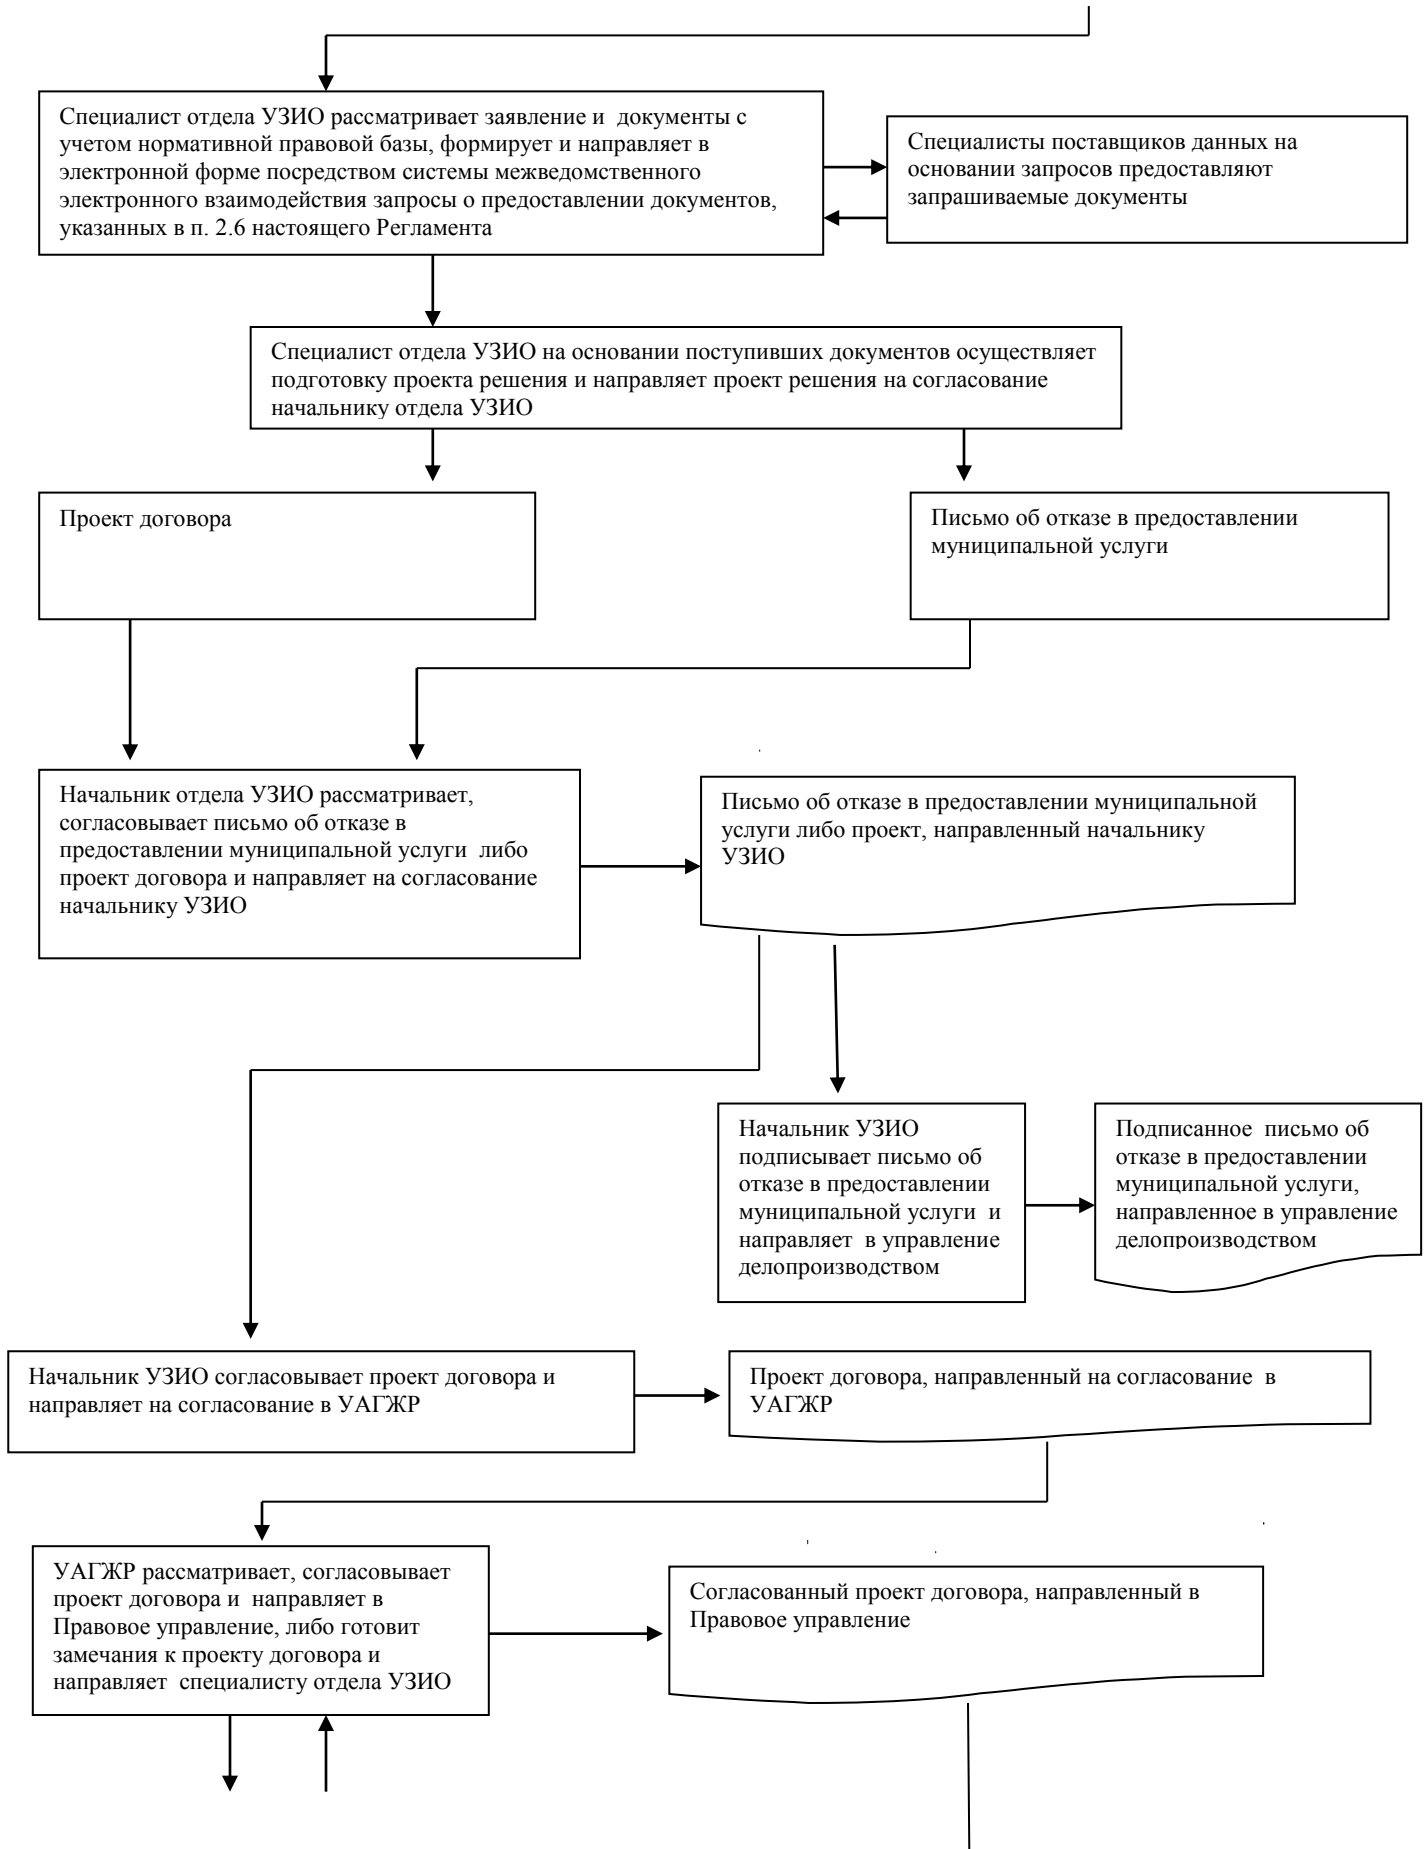 Специалист отдела УЗИО рассматривает заявление и документы с
учетом нормативной правовой базы, формирует и направляет в
электронной форме посредством системы межведомственного
электронного взаимодействия запросы о предоставлении документов,
указанных в п. 2.6 настоящего Регламента
Специалисты поставщиков данных на
основании запросов предоставляют
запрашиваемые документы
Специалист отдела УЗИО на основании поступивших документов осуществляет
подготовку проекта решения и направляет проект решения на согласование
начальнику отдела УЗИО
Проект договора
Письмо об отказе в предоставлении
муниципальной услуги
Начальник отдела УЗИО рассматривает,
согласовывает письмо об отказе в
предоставлении муниципальной услуги либо
проект договора и направляет на согласование
начальнику УЗИО
Письмо об отказе в предоставлении муниципальной
услуги либо проект, направленный начальнику
УЗИО
Начальник УЗИО
подписывает письмо об
отказе в предоставлении
муниципальной услуги и
направляет в управление
делопроизводством
Подписанное письмо об
отказе в предоставлении
муниципальной услуги,
направленное в управление
делопроизводством
Начальник УЗИО согласовывает проект договора и
направляет на согласование в УАГЖР
Проект договора, направленный на согласование в
УАГЖР
УАГЖР рассматривает, согласовывает
проект договора и направляет в
Правовое управление, либо готовит
замечания к проекту договора и
направляет специалисту отдела УЗИО
Согласованный проект договора, направленный в
Правовое управление